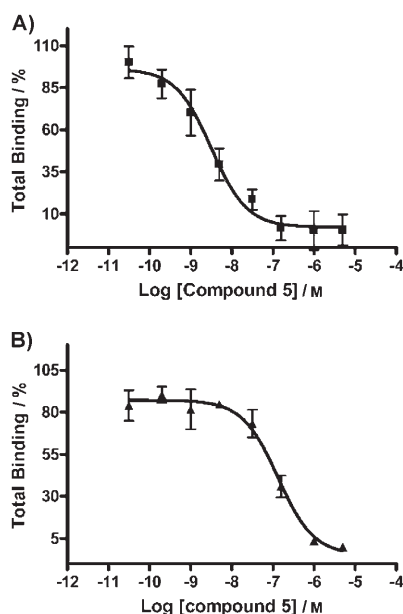 A)
Total Binding / %
110
85
60
35
10
-12 -11 -10 -9 -8 -7 -6 -5 -4
Log [Compound 5] / M
B)
Total Binding / %
105
80
55
30
5
-12 -11 -10 -9 -8 -7 -6 -5 -4
Log [compound 5] / M